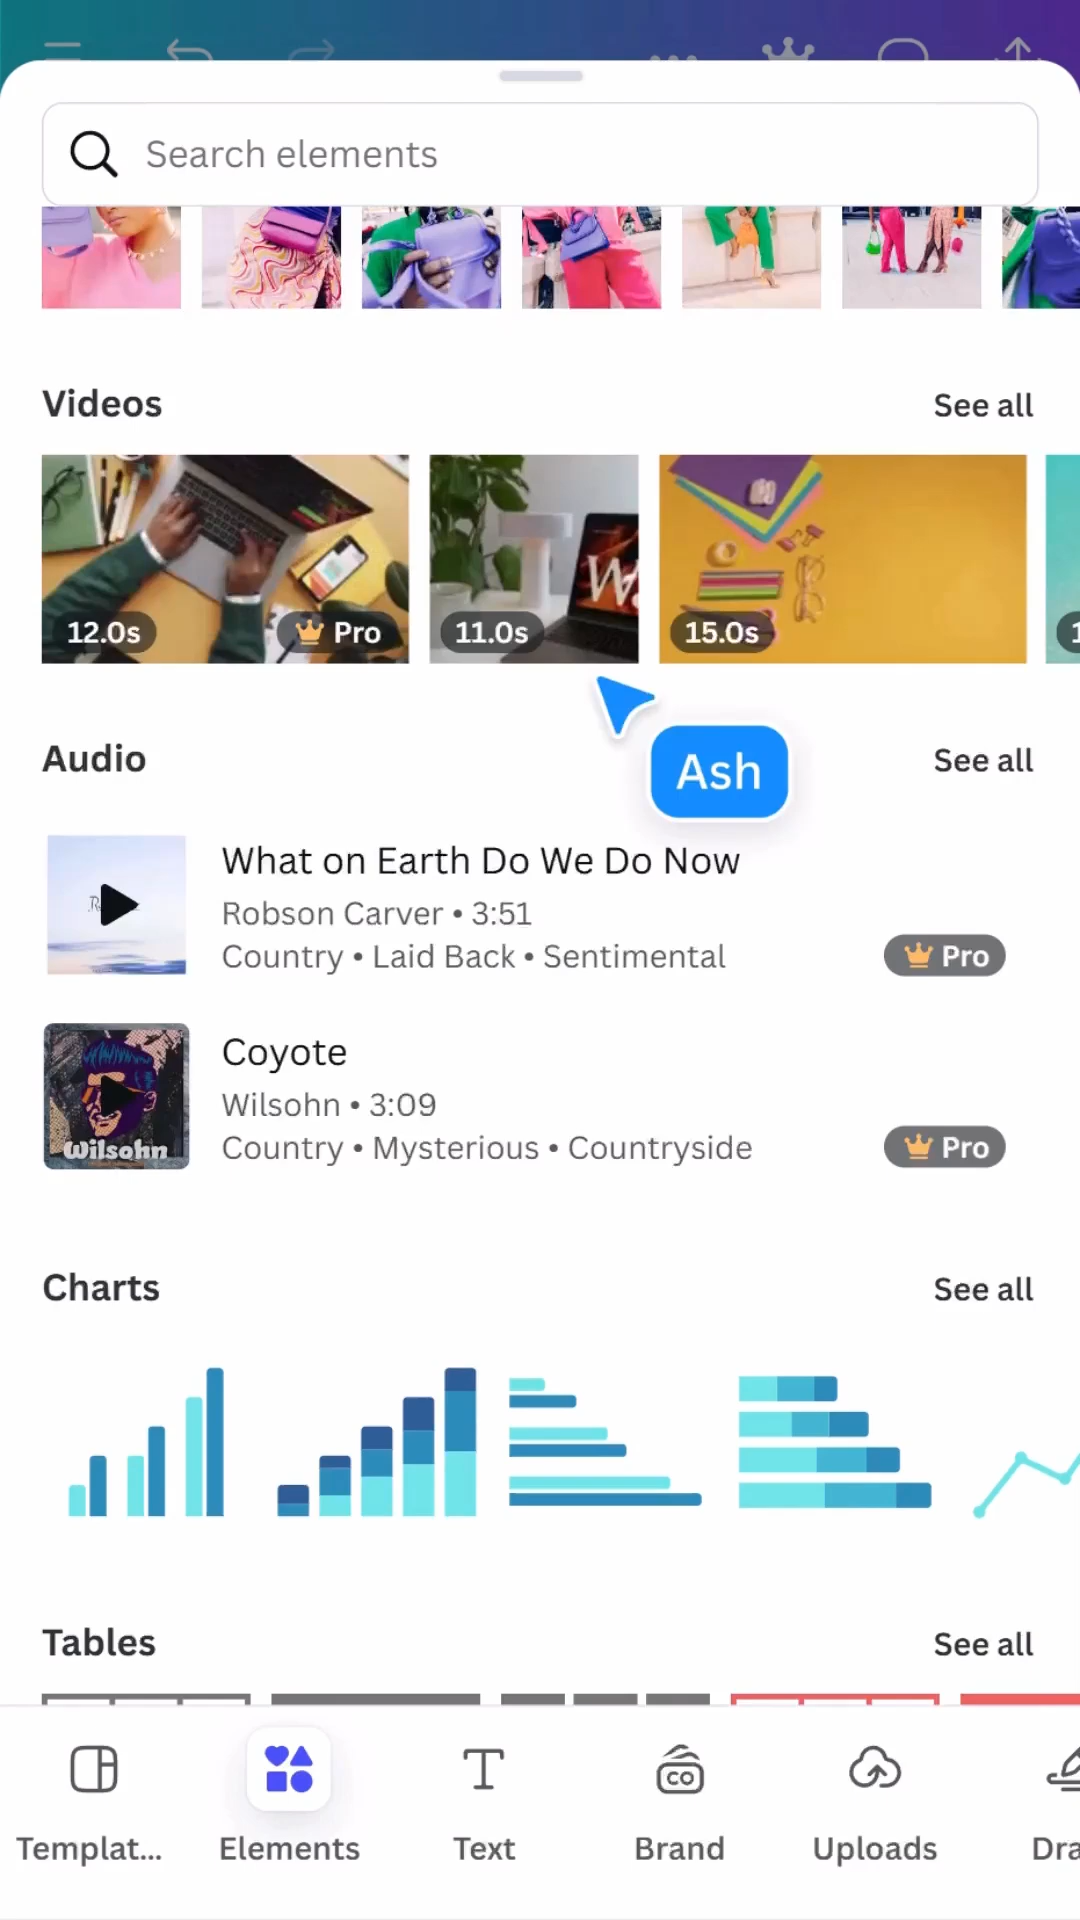 Search elements
Videos
See all
12.0s
Pro
11.0s
15.0s
Ash
Audio
See all
What on Earth Do We Do Now
Robson Carver • 3:51
Country • Laid Back • Sentimental
Pro
Coyote
Wilsohn • 3:09
Country • Mysterious • Countryside
Pro
Wilsohn
Charts
See all
Tables
See all
Templat...
Elements
Text
CO
Brand
Uploads